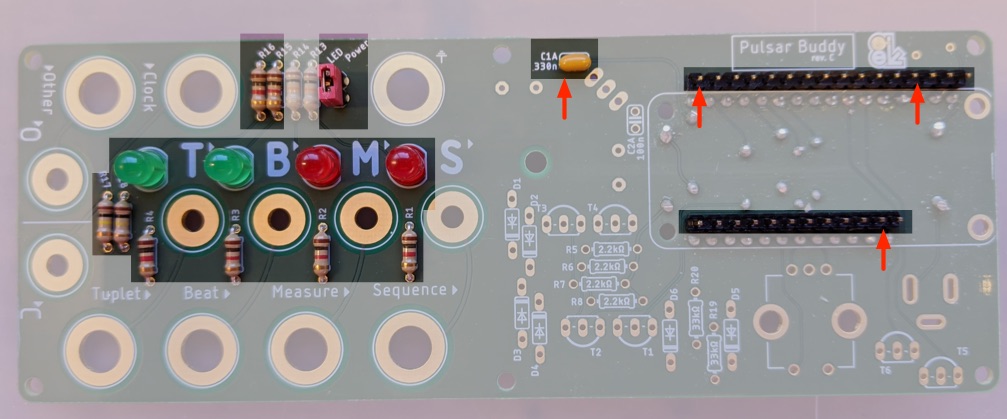 R16
R15
R14
R13
LED
Power
Other
Clock
C1A
330n
Pulsar Buddy
rev. C
C2A
100n
O
T
B
M
S
R4
R3
R2
R1
D1
D2
T3
T4
R5
2.2kΩ
R6
2.2kΩ
R7
2.2kΩ
R8
2.2kΩ
R20
33kΩ
R19
33kΩ
D6
D5
Tuplet
Beat
Measure
Sequence
C
D3
D4
T2
T1
T6
T5